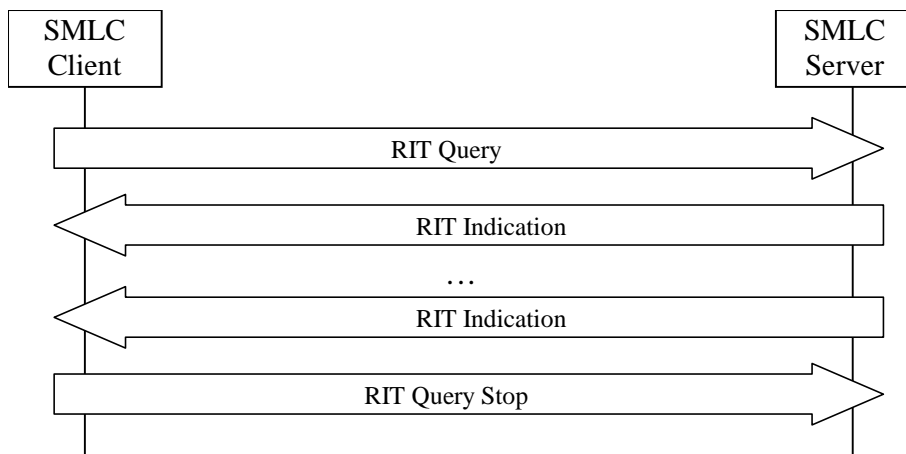 SMLC
Client
SMLC
Server
RIT Query
RIT Indication
...
RIT Indication
RIT Query Stop